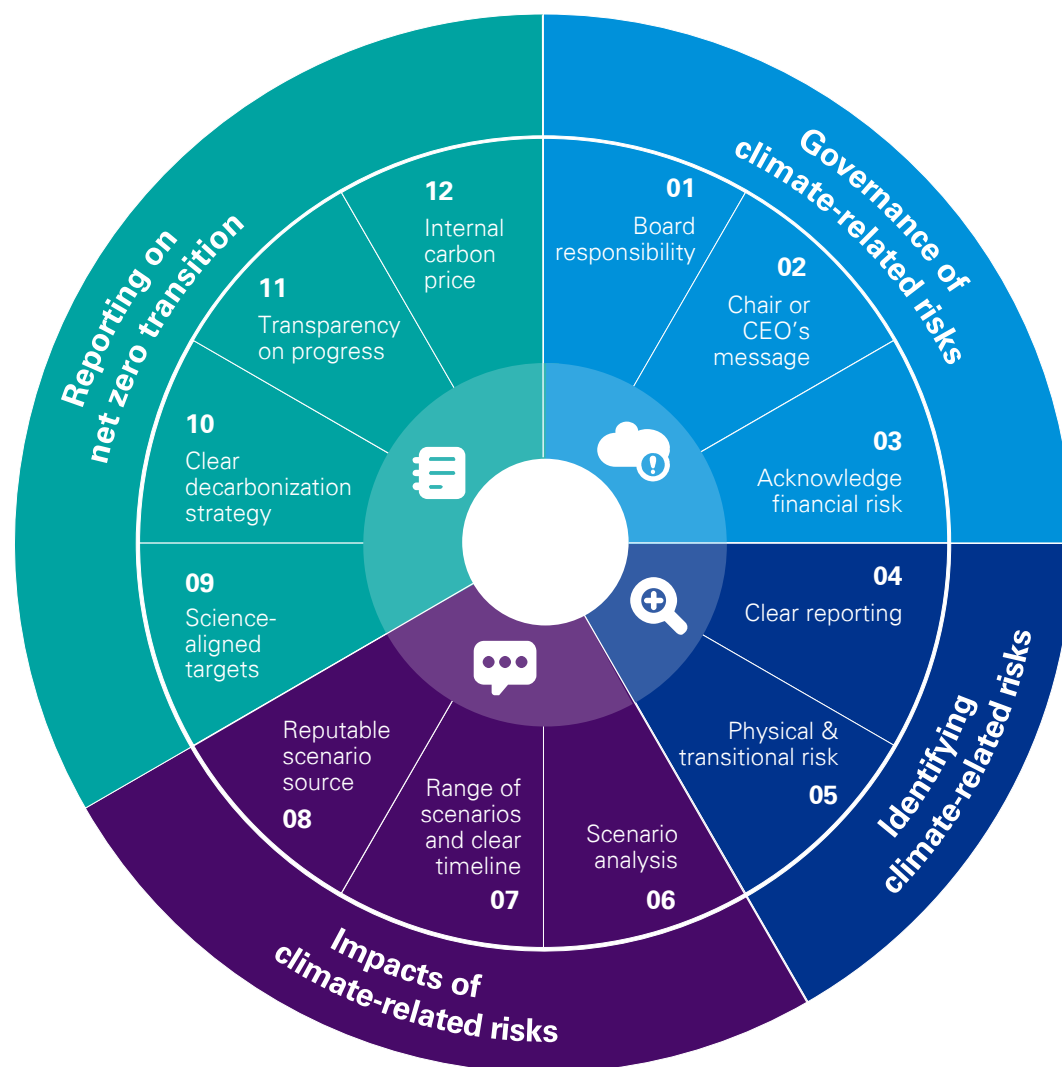 Governance of
climate-related risks
01
Board
responsibility
02
Chair or
CEO's
message
03
Acknowledge
financial risk
Identifying
climate-related risks
04
Clear reporting
Physical &
transitional risk
05
Impacts of
climate-related risks
Scenario
analysis
06
Range of
scenarios
and clear
timeline
07
Reputable
scenario
source
08
Reporting on
net zero transition
09
Science-
aligned
targets
10
Clear
decarbonization
strategy
11
Transparency
on progress
12
Internal
carbon
price